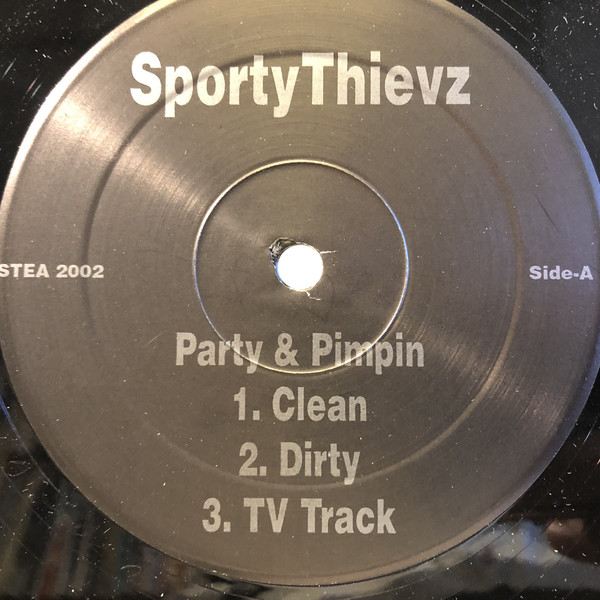 SportyThievz
STEA 2002
Side-A
Party & Pimpin
1. Clean
2. Dirty
3. TV Track